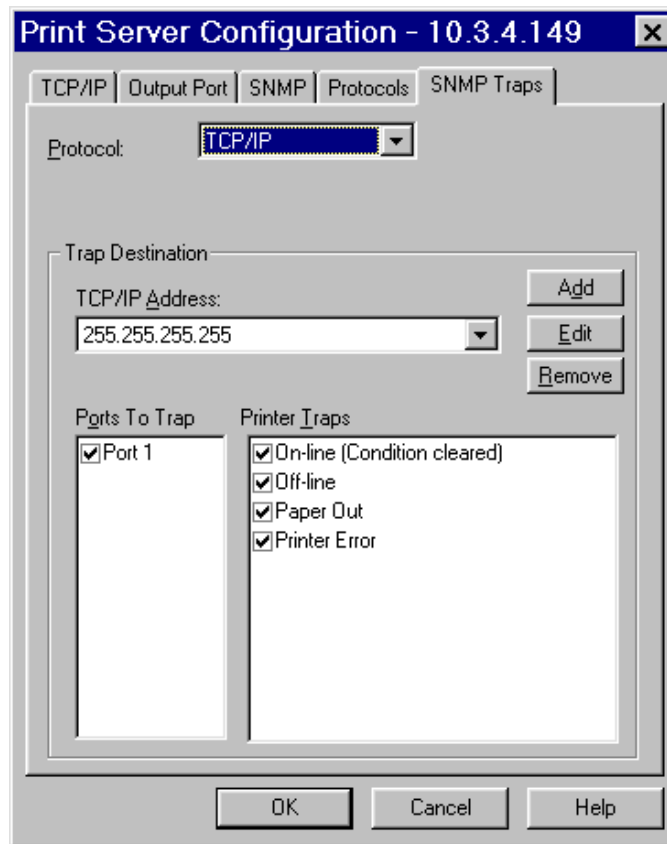 Print Server Configuration - 10.3.4.149
TCP/IP Output Port SNMP Protocols SNMP Traps
Protocol: TCP/IP
Trap Destination
Add
TCP/IP Address:
255.255.255.255
Edit
Remove
Ports To Trap Printer Traps
Port 1 On-line (Condition cleared)
Off-line
Paper Out
Printer Error
OK Cancel Help